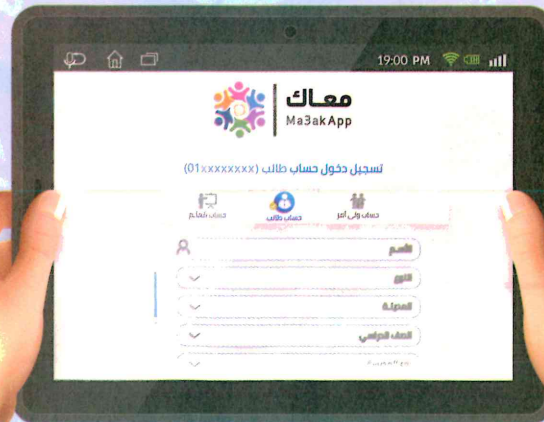 19:00 PM
معاك
Ma3akApp
تسجيل دخول حساب طالب (01xxxxxxxx)
حساب ولي أمر
حساب طالب
حساب معلم
الاسم
النوع
المدينة
الصف الدراسي